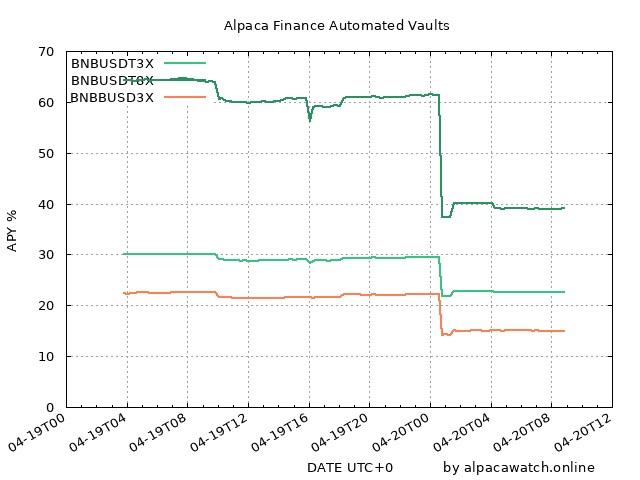 Alpaca Finance Automated Vaults
70
60
50
40
30
20
10
0
APY %
BNBUSDT3X
BNBUSDT8X
BNBBUSD3X
04-19T00
04-19T04
04-19T08
04-19T12
04-19T16
04-19T20
04-20T00
04-20T04
04-20T08
04-20T12
DATE UTC+0
by alpacawatch.online